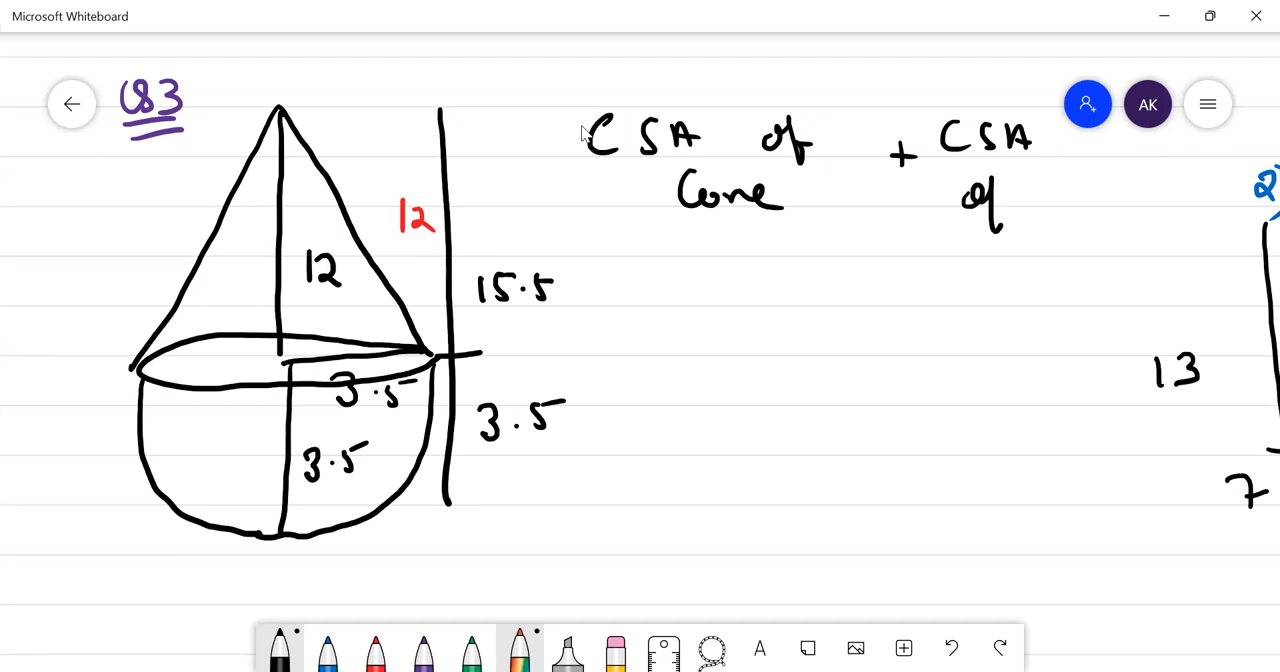 Microsoft Whiteboard
Q3
AK
CSA of + CSA
Cone of
12
12
15.5
13
3.5
3.5
3.5
7
A